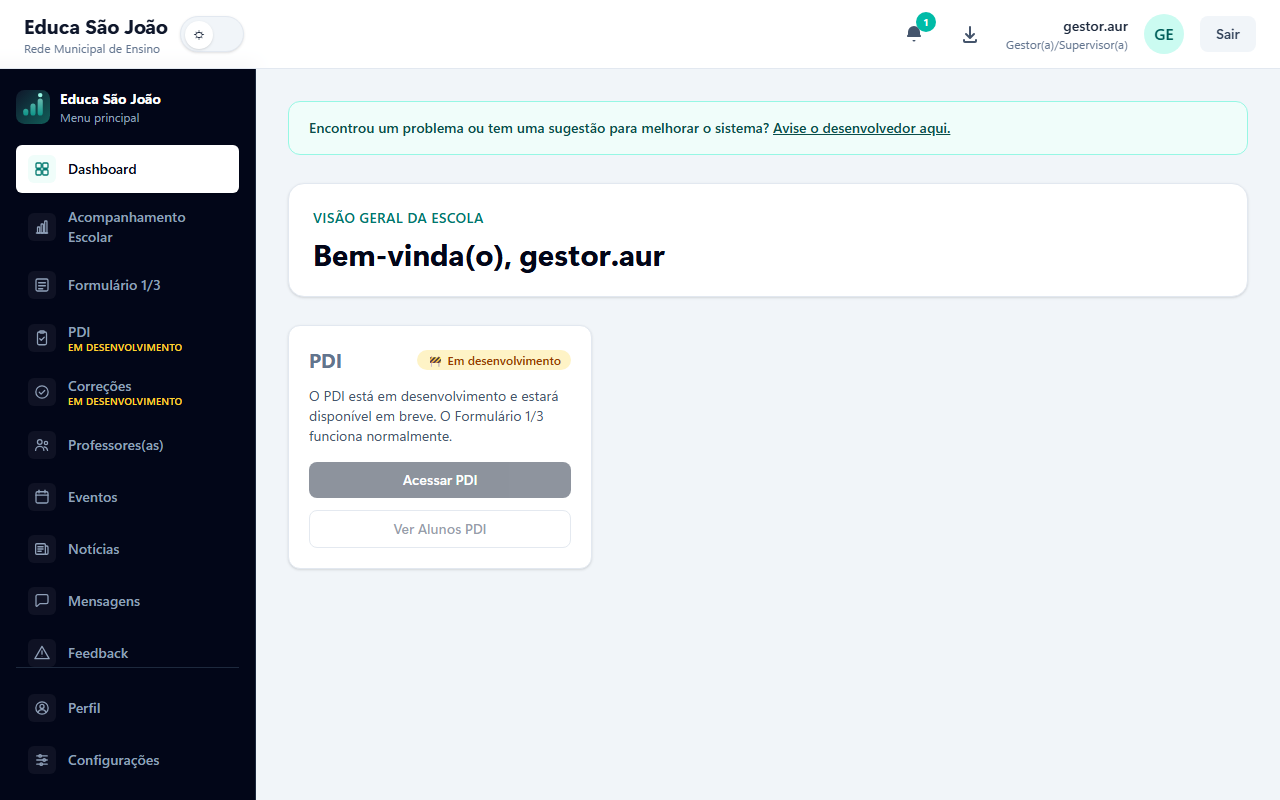 Educa São João
Rede Municipal de Ensino
1
gestor.aur
Gestor(a)/Supervisor(a)
GE
Sair
Educa São João
Menu principal
Dashboard
Acompanhamento
Escolar
Formulário 1/3
PDI
EM DESENVOLVIMENTO
Correções
EM DESENVOLVIMENTO
Professores(as)
Eventos
Notícias
Mensagens
Feedback
Perfil
Configurações
Encontrou um problema ou tem uma sugestão para melhorar o sistema? Avise o desenvolvedor aqui.
VISÃO GERAL DA ESCOLA
Bem-vinda(o), gestor.aur
PDI
Em desenvolvimento
O PDI está em desenvolvimento e estará
disponível em breve. O Formulário 1/3
funciona normalmente.
Acessar PDI
Ver Alunos PDI